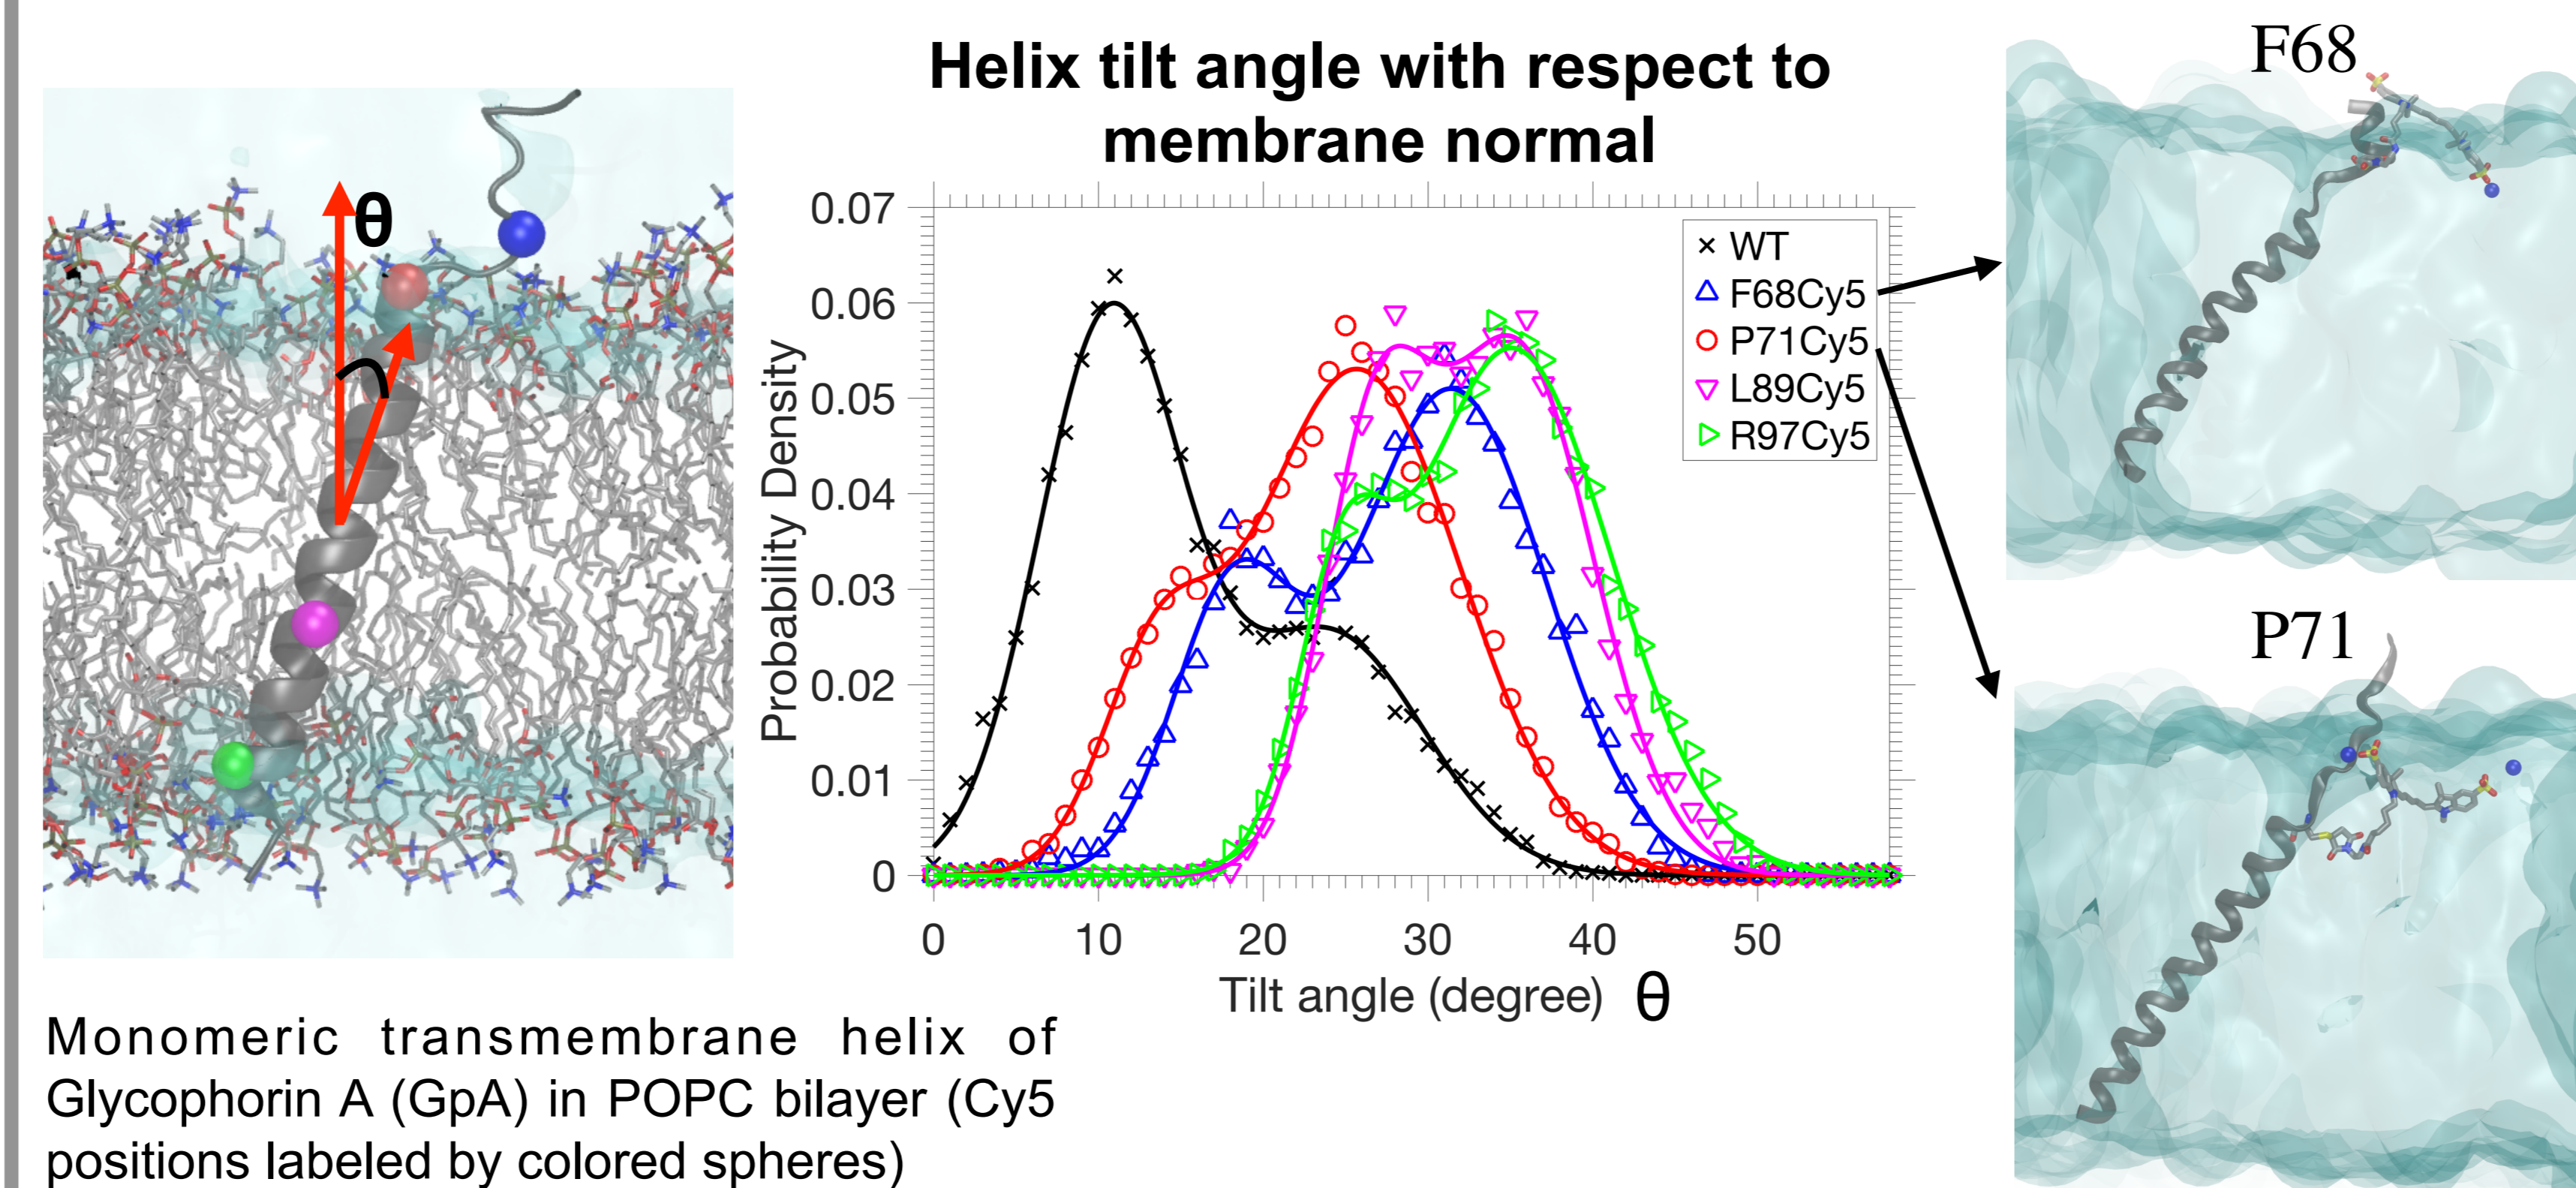 Helix tilt angle with respect to
membrane normal
θ
0.07
0.06
0.05
0.04
0.03
0.02
0.01
0
Probability Density
0 10 20 30 40 50
Tilt angle (degree) θ
WT
F68Cy5
P71Cy5
L89Cy5
R97Cy5
F68
P71
Monomeric transmembrane helix of
Glycophorin A (GpA) in POPC bilayer (Cy5
positions labeled by colored spheres)